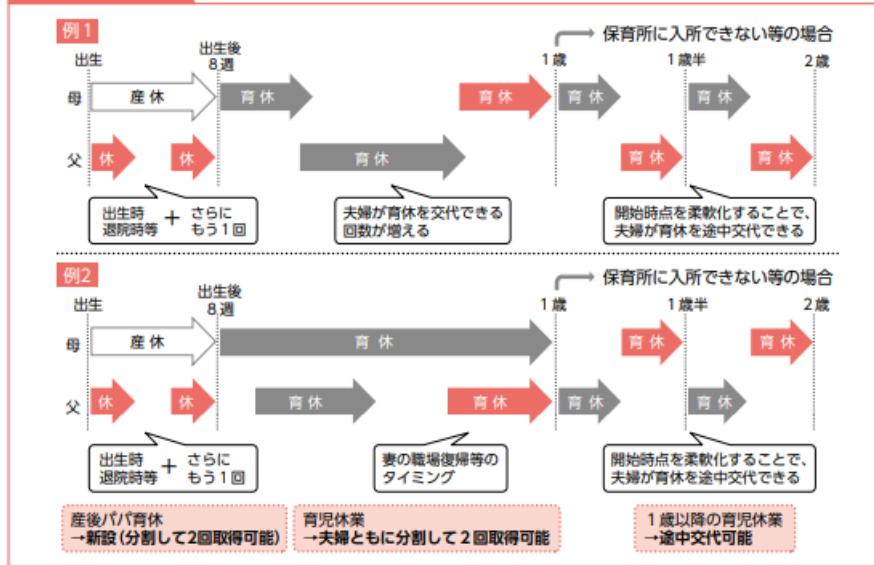 例1
保育所に入所できない等の場合
出生
出生後
8週
1歳
1歳半
2歳
母
産休
育休
育休
育休
育休
父
休
休
育休
育休
育休
出生時
退院時等
+
さらに
もう1回
夫婦が育休を交代できる
回数が増える
開始時点を柔軟化することで、
夫婦が育休を途中交代できる
例2
保育所に入所できない等の場合
出生
出生後
8週
1歳
1歳半
2歳
母
産休
育休
育休
育休
父
休
休
育休
育休
育休
育休
出生時
退院時等
+
さらに
もう1回
妻の職場復帰等の
タイミング
開始時点を柔軟化することで、
夫婦が育休を途中交代できる
産後パパ育休
→新設(分割して2回取得可能)
育児休業
→夫婦ともに分割して2回取得可能
1歳以降の育児休業
→途中交代可能